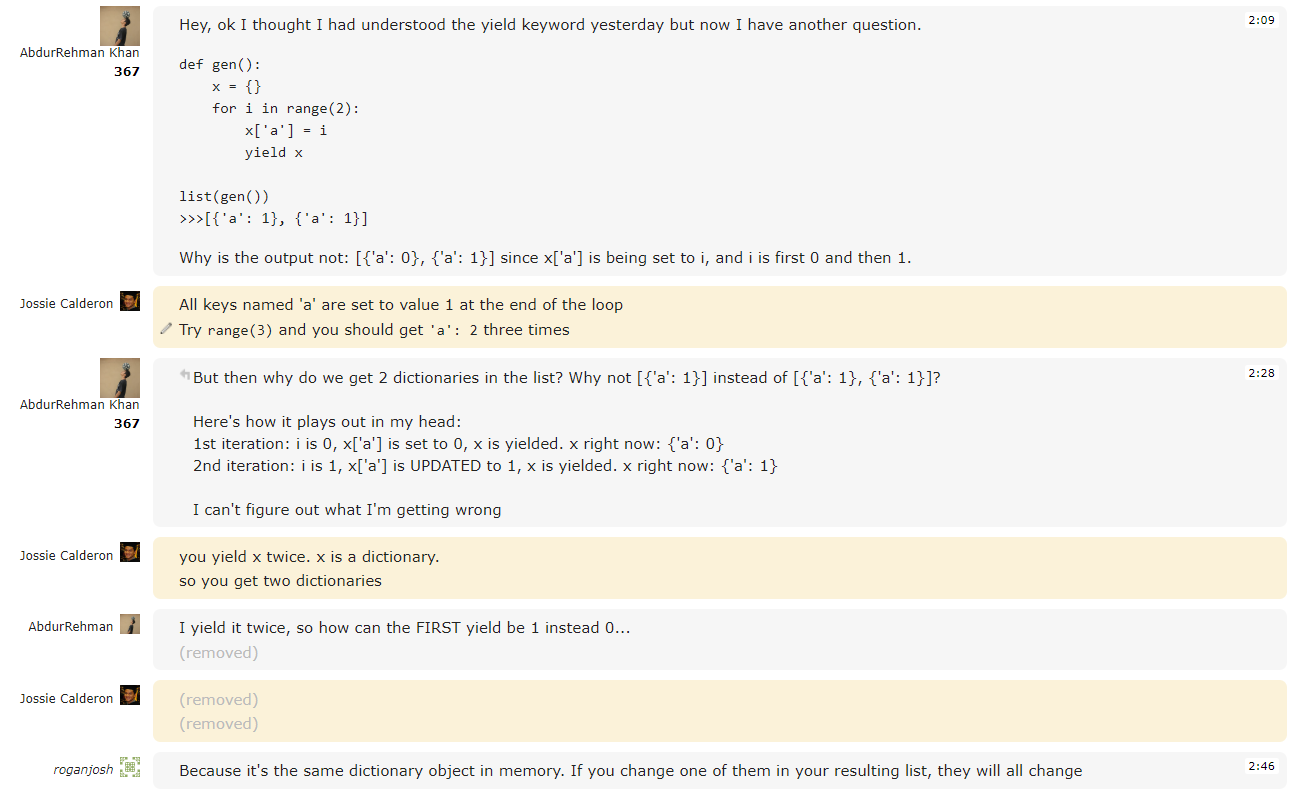 Hey, ok I thought I had understood the yield keyword yesterday but now I have another question.
2:09
AbdurRehman Khan
367
def gen():
    x = {}
    for i in range(2):
        x['a'] = i
        yield x
list(gen())
>>>[{'a': 1}, {'a': 1}]
Why is the output not: [{'a': 0}, {'a': 1}] since x['a'] is being set to i, and i is first 0 and then 1.
Jossie Calderon
All keys named 'a' are set to value 1 at the end of the loop
Try range(3) and you should get 'a': 2 three times
AbdurRehman Khan
367
But then why do we get 2 dictionaries in the list? Why not [{'a': 1}] instead of [{'a': 1}, {'a': 1}]?
2:28
Here's how it plays out in my head:
1st iteration: i is 0, x['a'] is set to 0, x is yielded. x right now: {'a': 0}
2nd iteration: i is 1, x['a'] is UPDATED to 1, x is yielded. x right now: {'a': 1}
I can't figure out what I'm getting wrong
Jossie Calderon
you yield x twice. x is a dictionary.
so you get two dictionaries
AbdurRehman
I yield it twice, so how can the FIRST yield be 1 instead 0...
(removed)
Jossie Calderon
(removed)
(removed)
roganjosh
Because it's the same dictionary object in memory. If you change one of them in your resulting list, they will all change
2:46